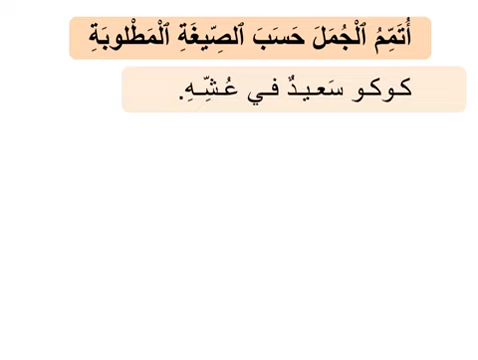 أُتَمِّمُ ٱلْجُمَلَ حَسَبَ ٱلصِّيغَةِ ٱلْمَطْلوبَةِ
كوكو سَعيدٌ في عُشِّهِ.